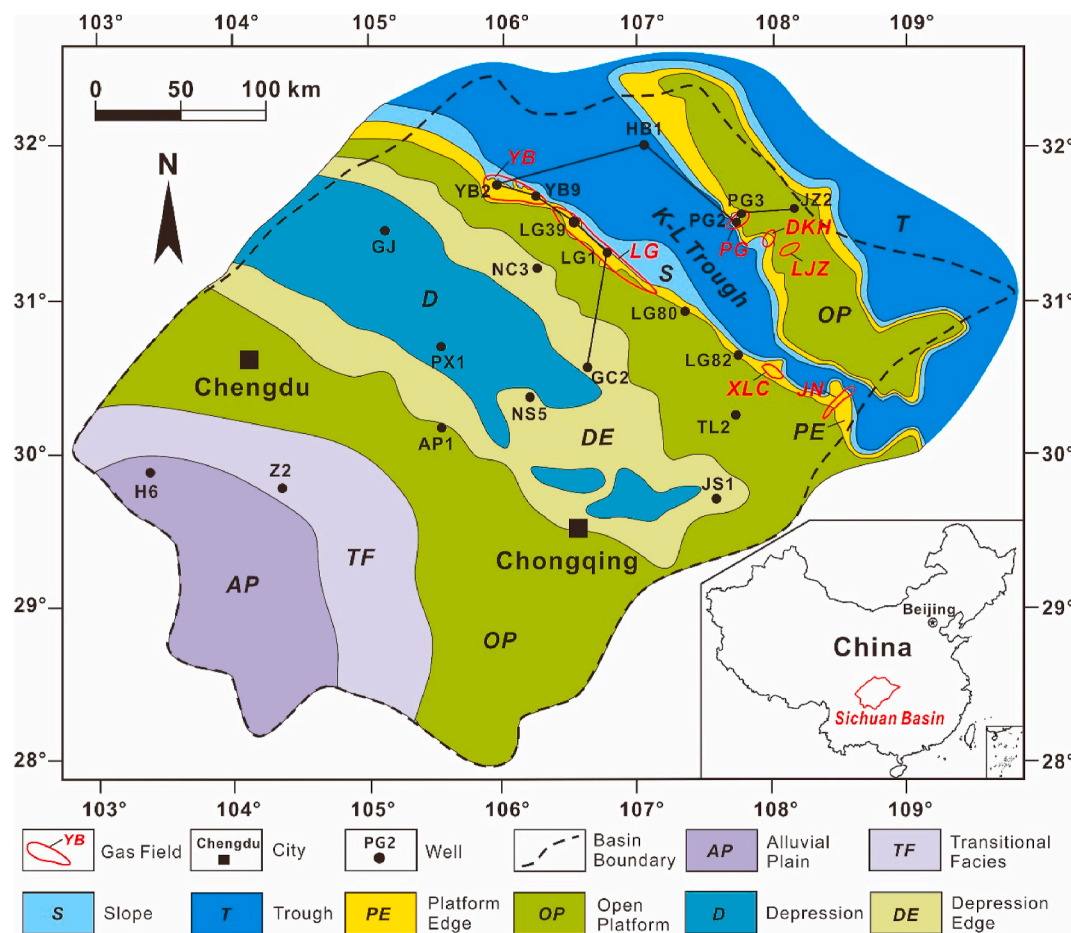 103° 104° 105° 106° 107° 108° 109°
0 50 100 km
32° 32°
HB1
N
YB
YB2 YB9
PG3 JZ2
PG2
DKH
T
LG39
PG
GJ
LG1 LG
LJZ
K-L Trough
NC3
S
31° 31°
D
LG80
OP
PX1
LG82
Chengdu
GC2
XLC JN
NS5
TL2
AP1
DE
PE
30° 30°
Z2
H6
JS1
Chongqing
TF
AP
29° 29°
OP
Beijing
China
Sichuan Basin
28° 28°
103° 104° 105° 106° 107° 108° 109°
YB Gas Field
Chengdu City
PG2 Well
Basin Boundary
AP Alluvial Plain
TF Transitional Facies
S Slope
T Trough
PE Platform Edge
OP Open Platform
D Depression
DE Depression Edge